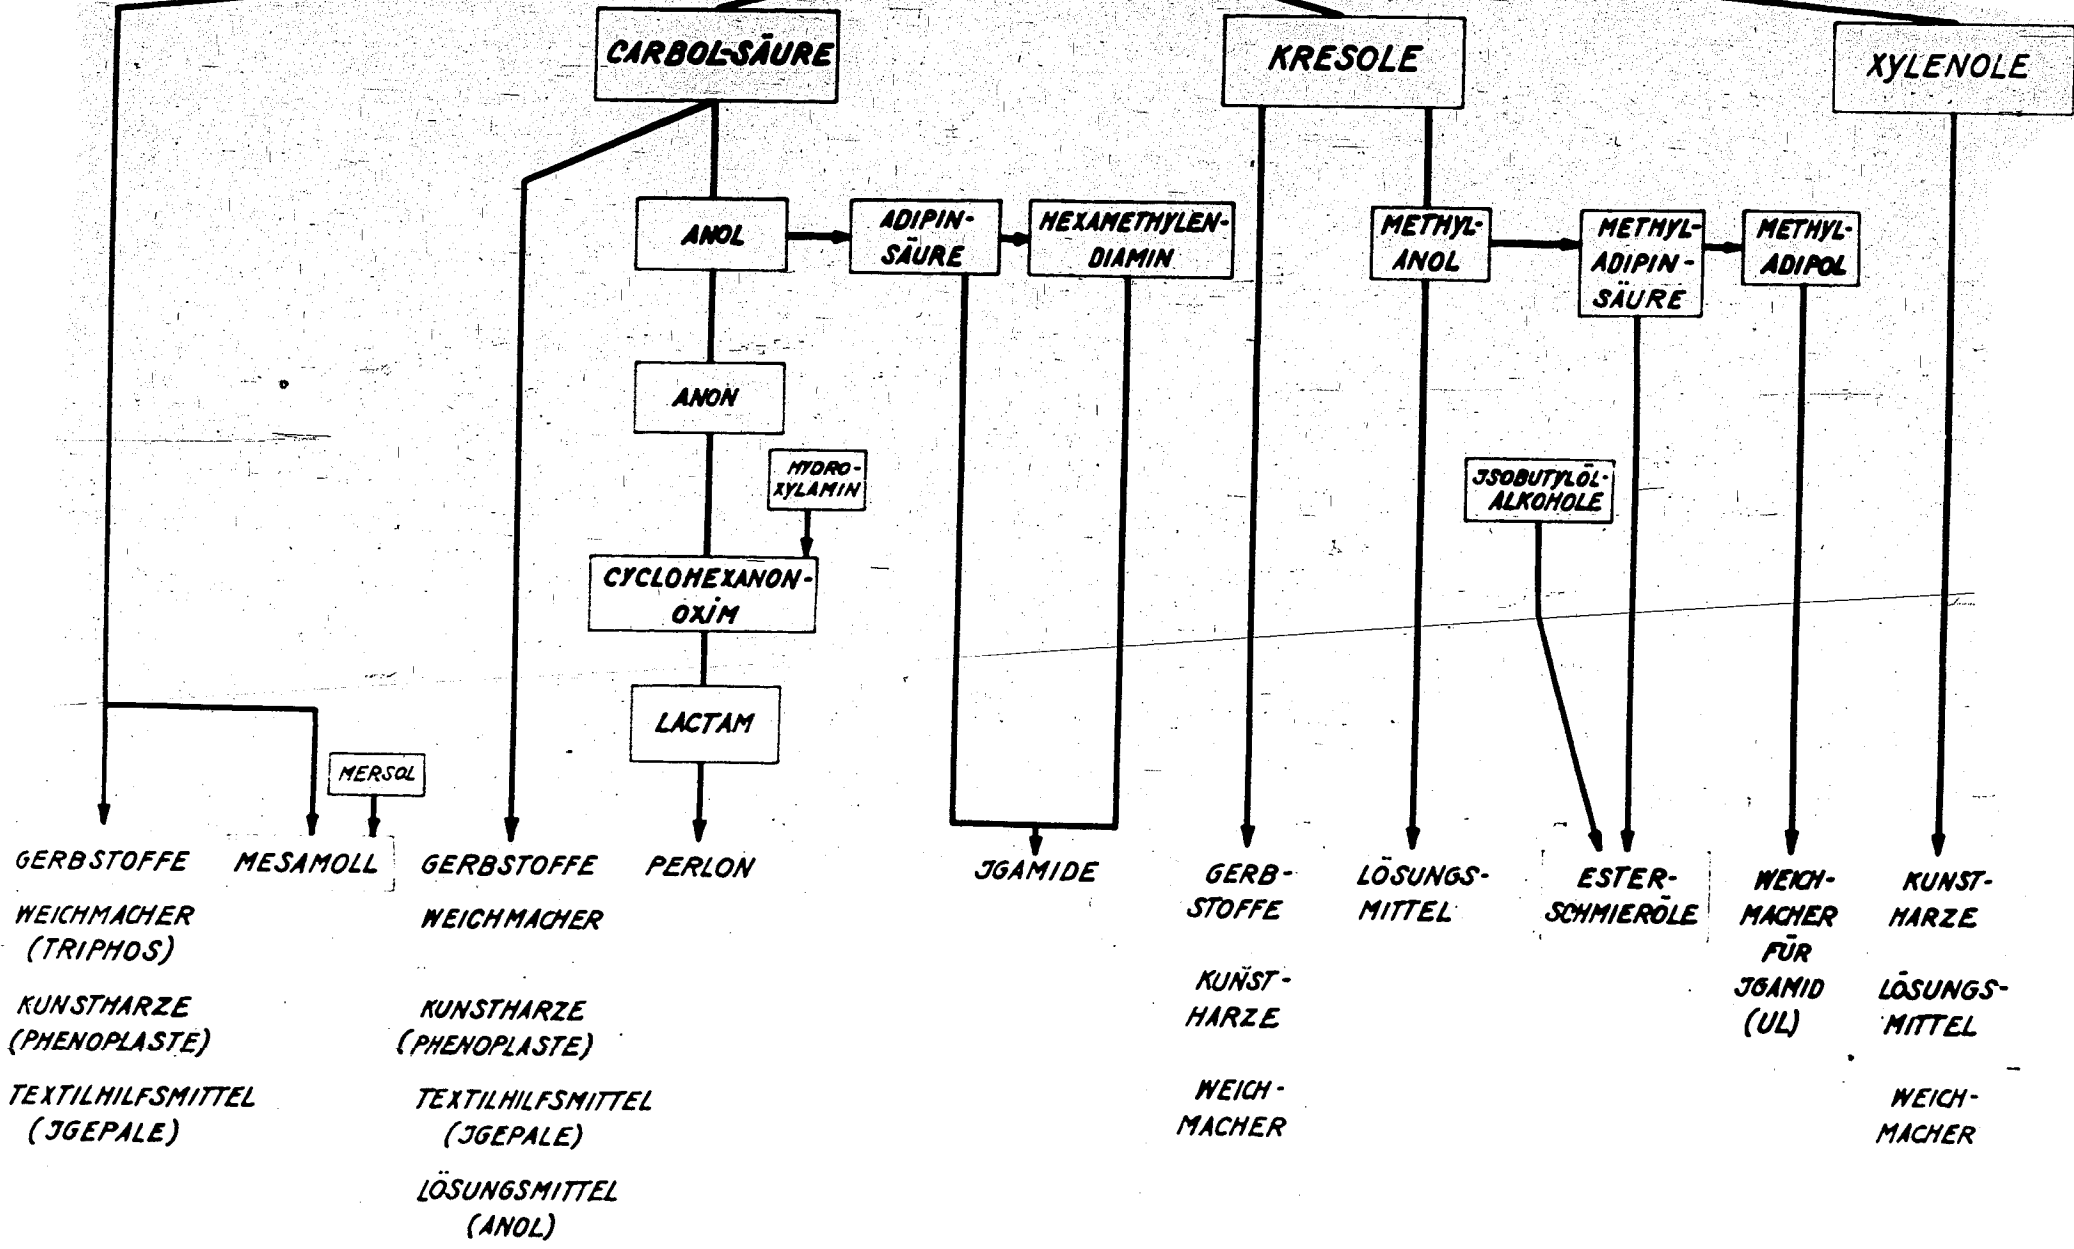 CARBOL-SÄURE
KRESOLE
XYLENOLE
ANOL
ADIPIN-
SÄURE
HEXAMETHYLEN-
DIAMIN
METHYL-
ANOL
METHYL-
ADIPIN-
SÄURE
METHYL-
ADIPOL
ANON
HYDRO-
XYLAMIN
JSOBUTYLÖL-
ALKOHOLE
CYCLOHEXANON-
OXIM
LACTAM
MERSOL
GERBSTOFFE
WEICHMACHER
(TRIPHOS)
KUNSTHARZE
(PHENOPLASTE)
TEXTILHILFSMITTEL
(JGEPALE)
MESAMOLL
GERBSTOFFE
WEICHMACHER
KUNSTHARZE
(PHENOPLASTE)
TEXTILHILFSMITTEL
(JGEPALE)
LÖSUNGSMITTEL
(ANOL)
PERLON
JGAMIDE
GERB-
STOFFE
KUNST-
HARZE
WEICH-
MACHER
LÖSUNGS-
MITTEL
ESTER-
SCHMIERÖLE
WEICH-
MACHER
FÜR
JGAMID
(UL)
KUNST-
HARZE
LÖSUNGS-
MITTEL
WEICH-
MACHER